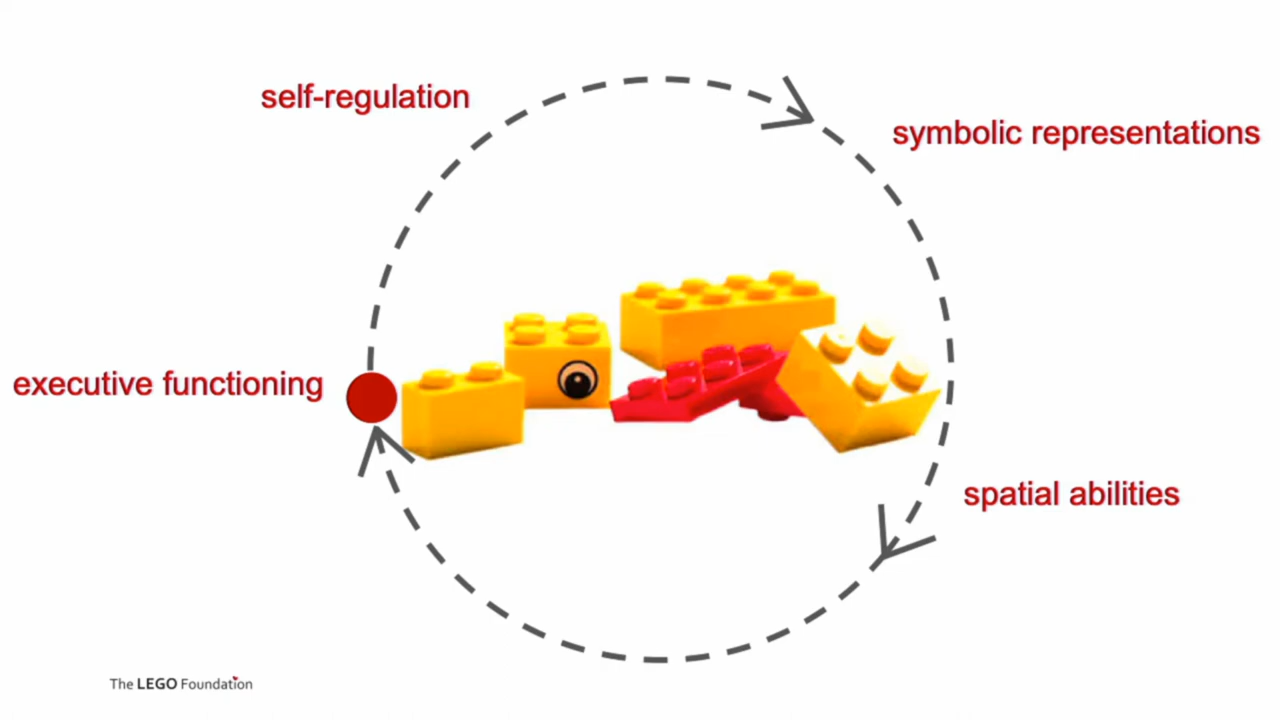 self-regulation
symbolic representations
executive functioning
spatial abilities
The LEGO Foundation